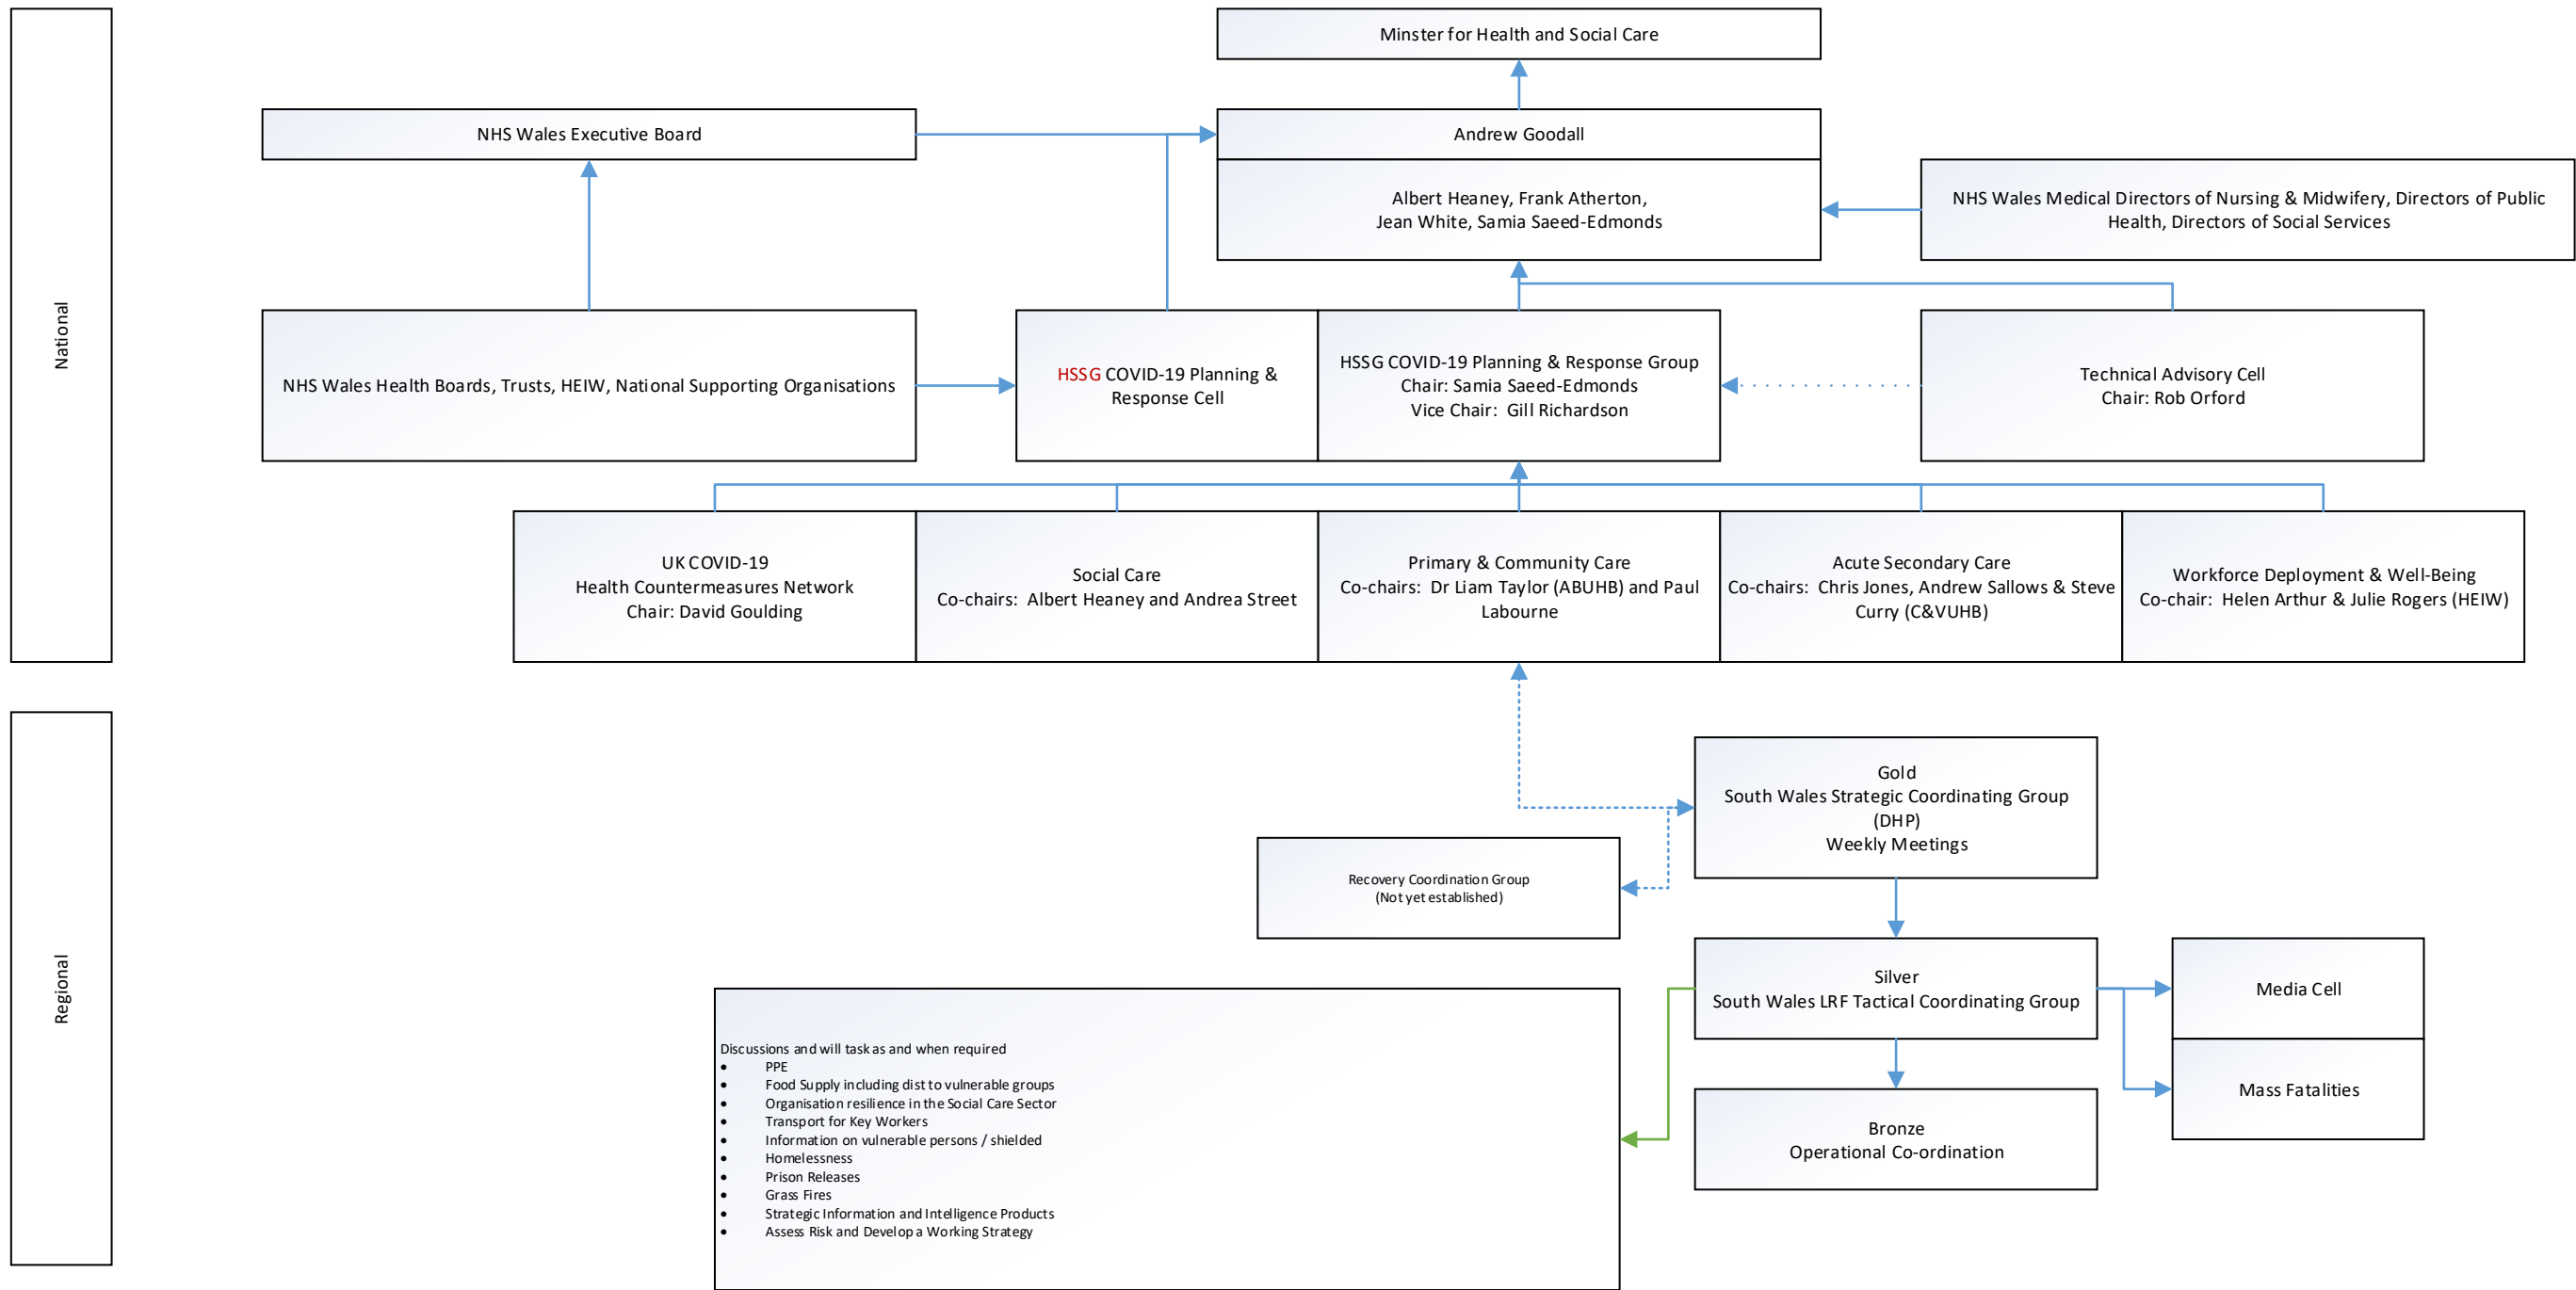 National
Minster for Health and Social Care
NHS Wales Executive Board
Andrew Goodall
Albert Heaney, Frank Atherton,
Jean White, Samia Saeed-Edmonds
NHS Wales Medical Directors of Nursing & Midwifery, Directors of Public
Health, Directors of Social Services
NHS Wales Health Boards, Trusts, HEIW, National Supporting Organisations
HSSG COVID-19 Planning &
Response Cell
HSSG COVID-19 Planning & Response Group
Chair: Samia Saeed-Edmonds
Vice Chair: Gill Richardson
Technical Advisory Cell
Chair: Rob Orford
UK COVID-19
Health Countermeasures Network
Chair: David Goulding
Social Care
Co-chairs: Albert Heaney and Andrea Street
Primary & Community Care
Co-chairs: Dr Liam Taylor (ABUHB) and Paul
Labourne
Acute Secondary Care
Co-chairs: Chris Jones, Andrew Sallows & Steve
Curry (C&VUHB)
Workforce Deployment & Well-Being
Co-chair: Helen Arthur & Julie Rogers (HEIW)
Regional
Gold
South Wales Strategic Coordinating Group
(DHP)
Weekly Meetings
Recovery Coordination Group
(Not yet established)
Silver
South Wales LRF Tactical Coordinating Group
Media Cell
Mass Fatalities
Bronze
Operational Co-ordination
Discussions and will task as and when required
• PPE
• Food Supply including dist to vulnerable groups
• Organisation resilience in the Social Care Sector
• Transport for Key Workers
• Information on vulnerable persons / shielded
• Homelessness
• Prison Releases
• Grass Fires
• Strategic Information and Intelligence Products
• Assess Risk and Develop a Working Strategy